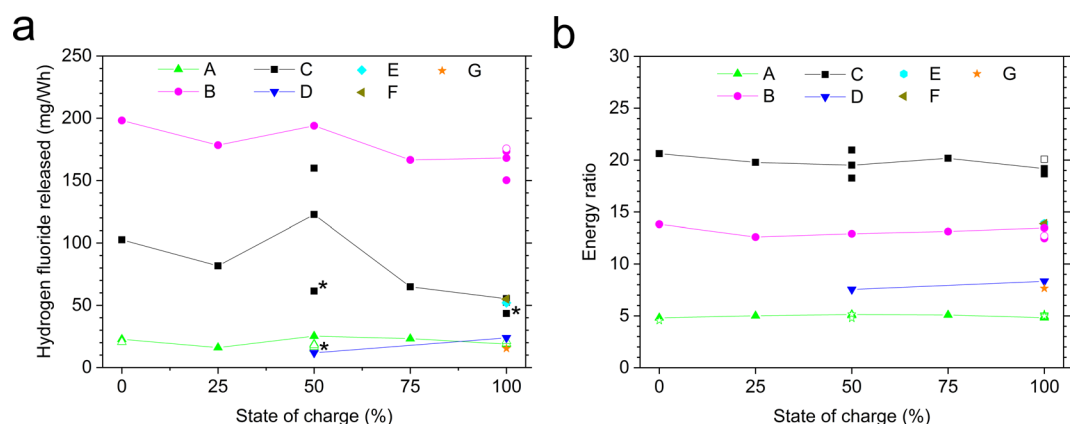 a
Hydrogen fluoride released (mg/Wh)
250
200
150
100
50
0
A C E G
B D F
*
*
*
0 25 50 75 100
State of charge (%)
b
Energy ratio
30
25
20
15
10
5
0
A C E G
B D F
0 25 50 75 100
State of charge (%)